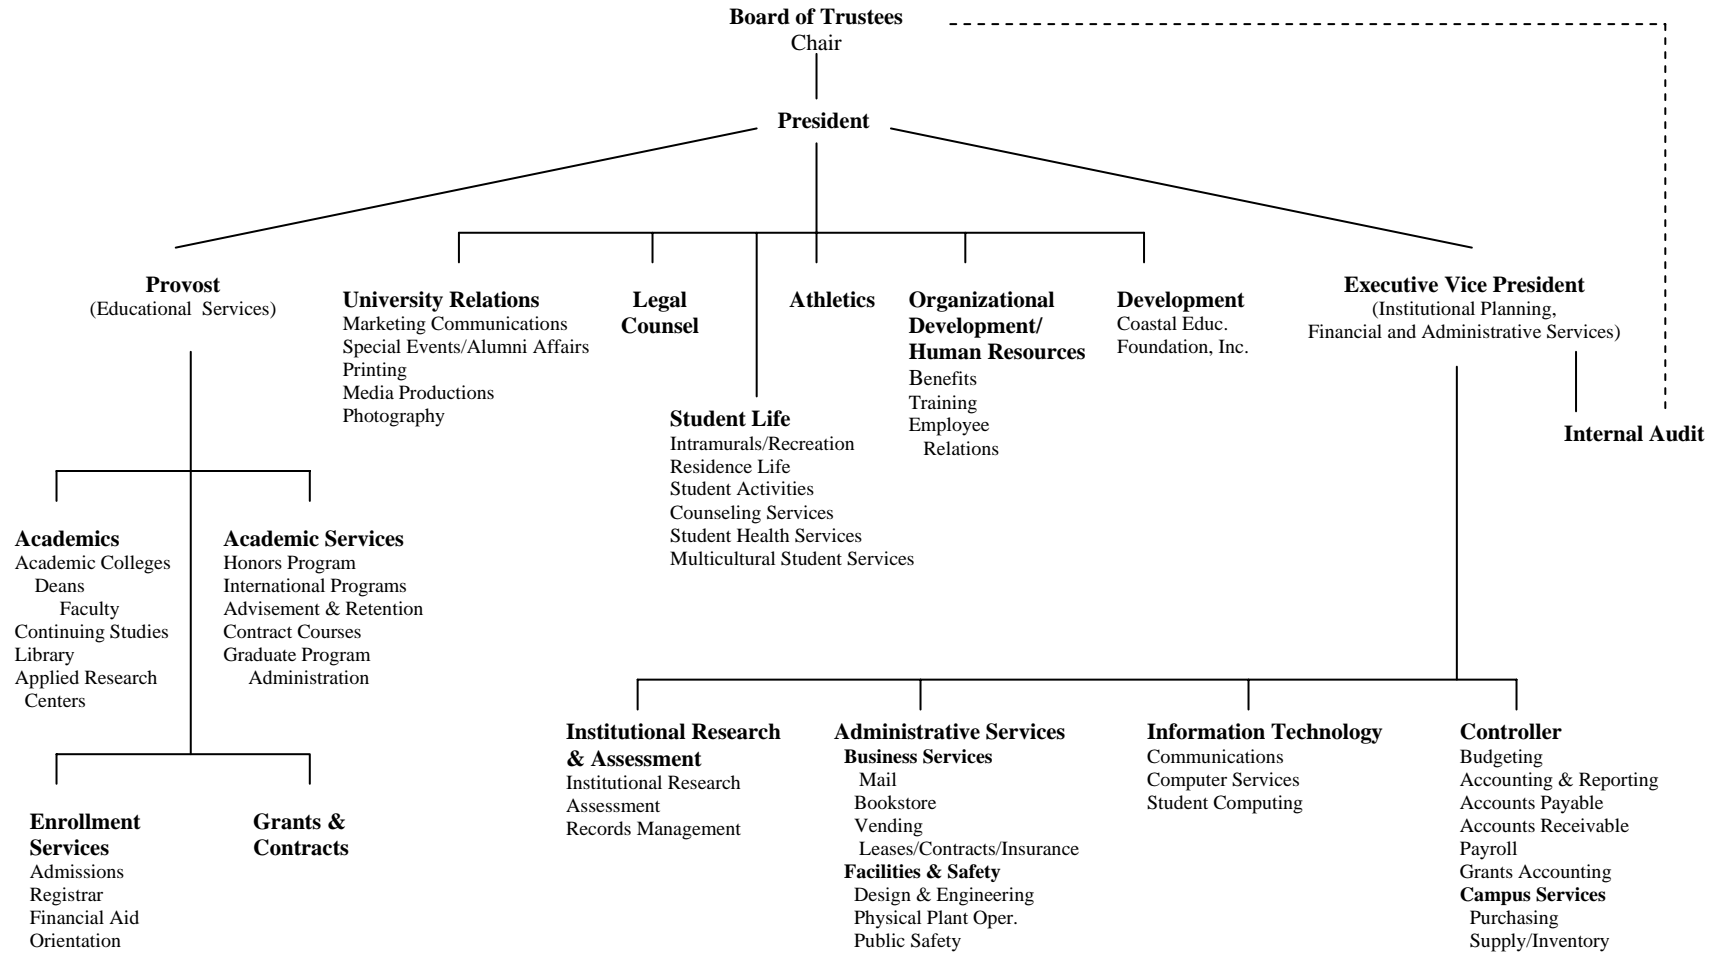 Board of Trustees
Chair
President
Provost
(Educational Services)
University Relations
Marketing Communications
Special Events/Alumni Affairs
Printing
Media Productions
Photography
Legal
Counsel
Athletics
Organizational
Development/
Human Resources
Benefits
Training
Employee
Relations
Development
Coastal Educ.
Foundation, Inc.
Executive Vice President
(Institutional Planning,
Financial and Administrative Services)
Student Life
Intramurals/Recreation
Residence Life
Student Activities
Counseling Services
Student Health Services
Multicultural Student Services
Internal Audit
Academics
Academic Colleges
Deans
Faculty
Continuing Studies
Library
Applied Research
Centers
Academic Services
Honors Program
International Programs
Advisement & Retention
Contract Courses
Graduate Program
Administration
Enrollment
Services
Admissions
Registrar
Financial Aid
Orientation
Grants &
Contracts
Institutional Research
& Assessment
Institutional Research
Assessment
Records Management
Administrative Services
Business Services
Mail
Bookstore
Vending
Leases/Contracts/Insurance
Facilities & Safety
Design & Engineering
Physical Plant Oper.
Public Safety
Information Technology
Communications
Computer Services
Student Computing
Controller
Budgeting
Accounting & Reporting
Accounts Payable
Accounts Receivable
Payroll
Grants Accounting
Campus Services
Purchasing
Supply/Inventory